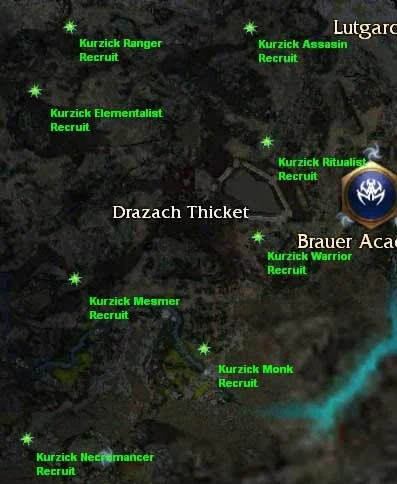 Lutgard
Kurzick Ranger
Recruit
Kurzick Assasin
Recruit
Kurzick Elementalist
Recruit
Kurzick Ritualist
Recruit
Drazach Thicket
Brauer Aca
Kurzick Warrior
Recruit
Kurzick Mesmer
Recruit
Kurzick Monk
Recruit
Kurzick Necromancer
Recruit